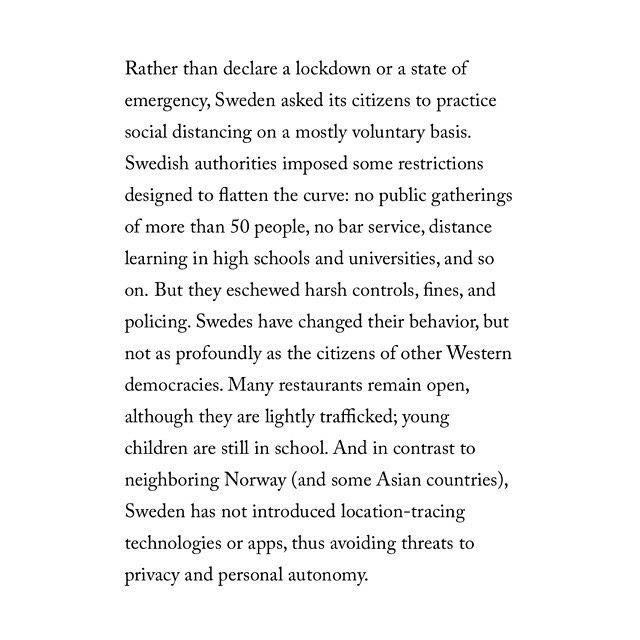 Rather than declare a lockdown or a state of
emergency, Sweden asked its citizens to practice
social distancing on a mostly voluntary basis.
Swedish authorities imposed some restrictions
designed to flatten the curve: no public gatherings
of more than 50 people, no bar service, distance
learning in high schools and universities, and so
on. But they eschewed harsh controls, fines, and
policing. Swedes have changed their behavior, but
not as profoundly as the citizens of other Western
democracies. Many restaurants remain open,
although they are lightly trafficked; young
children are still in school. And in contrast to
neighboring Norway (and some Asian countries),
Sweden has not introduced location-tracing
technologies or apps, thus avoiding threats to
privacy and personal autonomy.